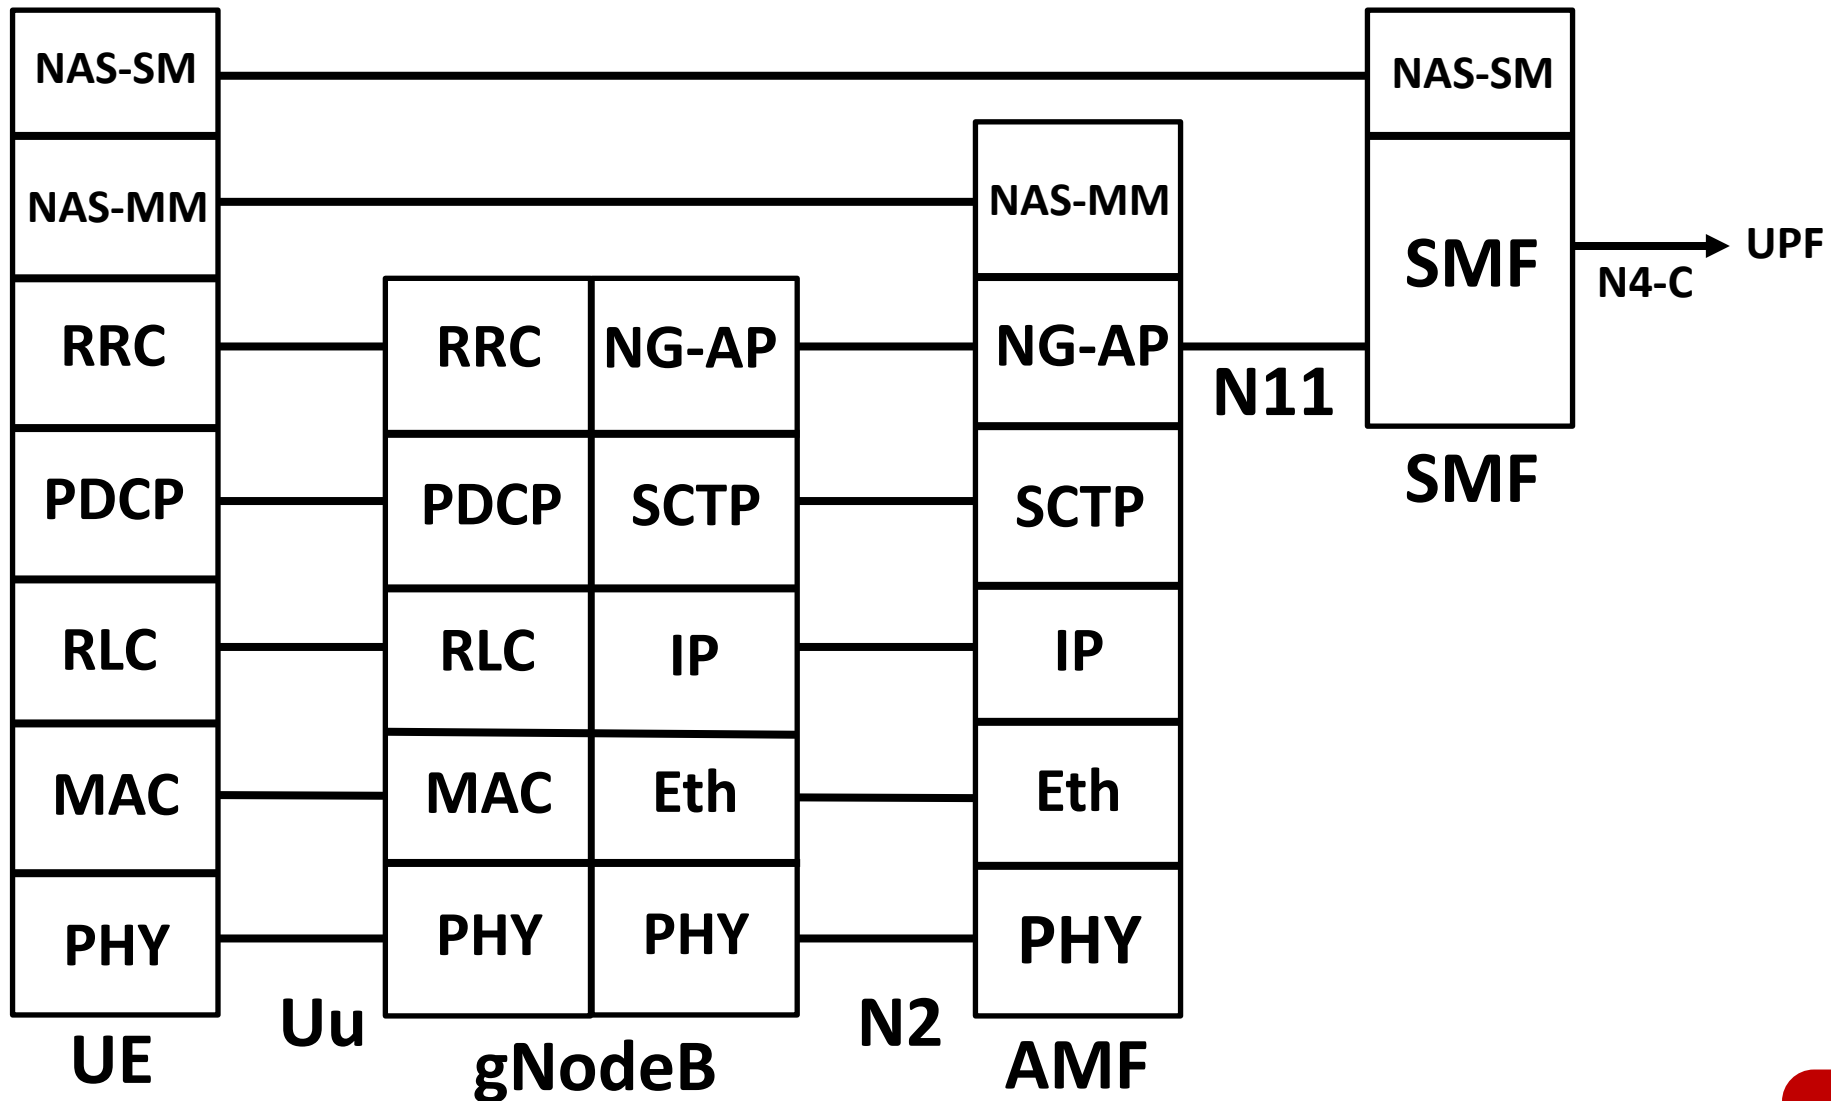 NAS-SM
NAS-MM
RRC
PDCP
RLC
MAC
PHY
UE
Uu
RRC
PDCP
RLC
MAC
PHY
NG-AP
SCTP
IP
Eth
PHY
gNodeB
N2
NAS-MM
NG-AP
SCTP
IP
Eth
PHY
AMF
N11
NAS-SM
SMF
SMF
N4-C
UPF